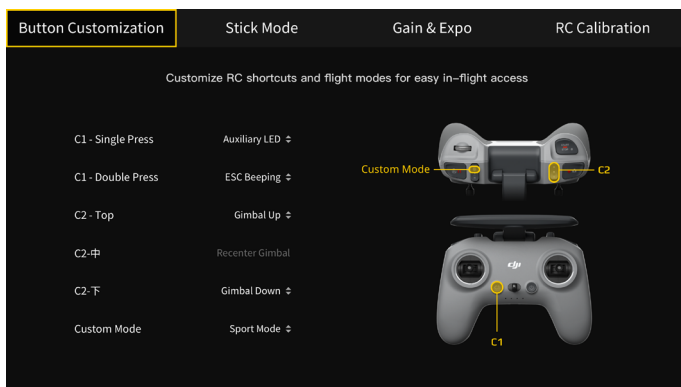 Button Customization
Stick Mode
Gain & Expo
RC Calibration
Customize RC shortcuts and flight modes for easy in-flight access
C1 - Single Press
Auxiliary LED
C1 - Double Press
ESC Beeping
C2 - Top
Gimbal Up
C2-中
Recenter Gimbal
C2-下
Gimbal Down
Custom Mode
Sport Mode
Custom Mode
C2
dji
C1